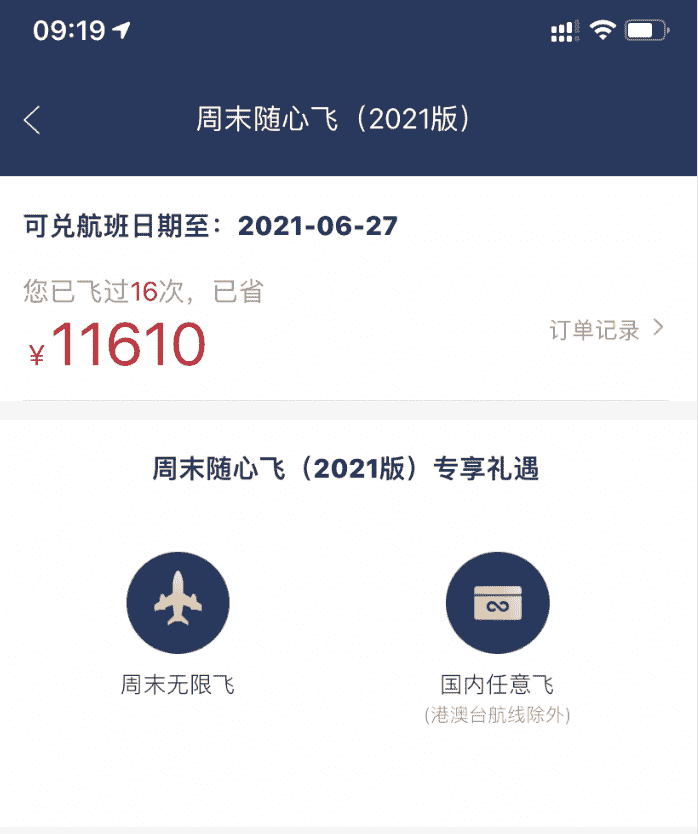 09:19
周末随心飞（2021版）
可兑航班日期至：2021-06-27
您已飞过16次，已省
¥11610
订单记录
周末随心飞（2021版）专享礼遇
周末无限飞
国内任意飞
(港澳台航线除外)